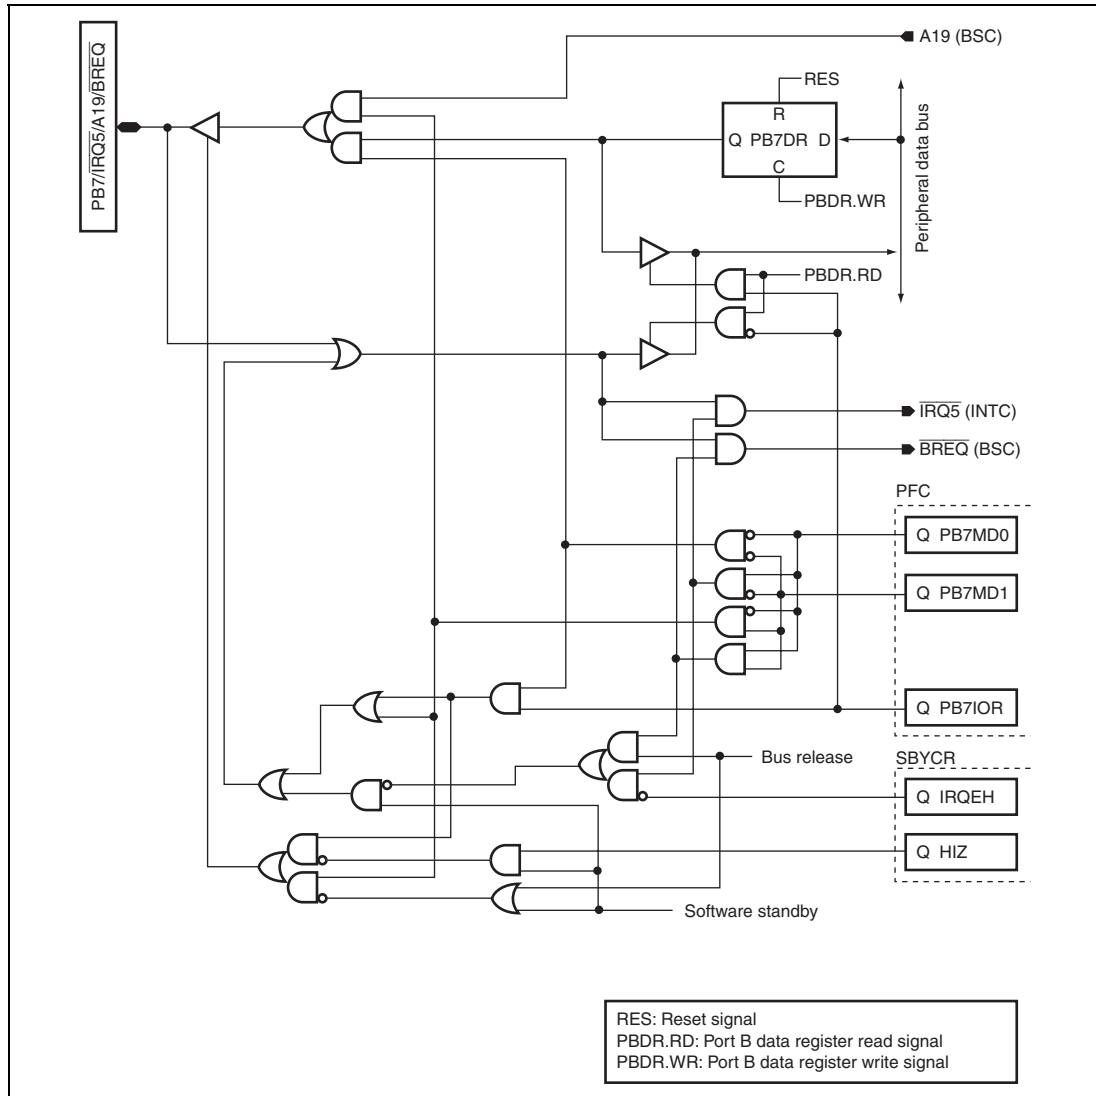 A19 (BSC)
PB7/IRQ5/A19/BREQ
RES
R
Q PB7DR D
C
PBDR.WR
Peripheral data bus
PBDR.RD
IRQ5 (INTC)
BREQ (BSC)
PFC
Q PB7MD0
Q PB7MD1
Q PB7IOR
Bus release
SBYCR
Q IRQEH
Q HIZ
Software standby
RES: Reset signal
PBDR.RD: Port B data register read signal
PBDR.WR: Port B data register write signal